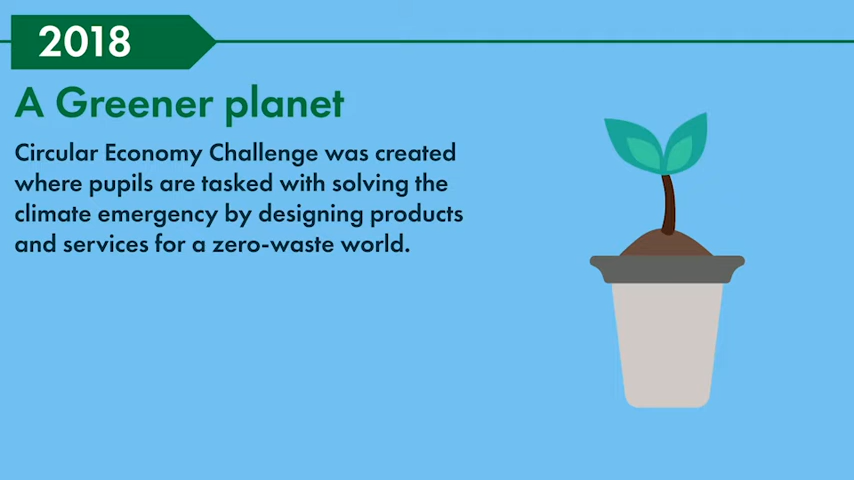 2018
A Greener planet
Circular Economy Challenge was created
where pupils are tasked with solving the
climate emergency by designing products
and services for a zero-waste world.